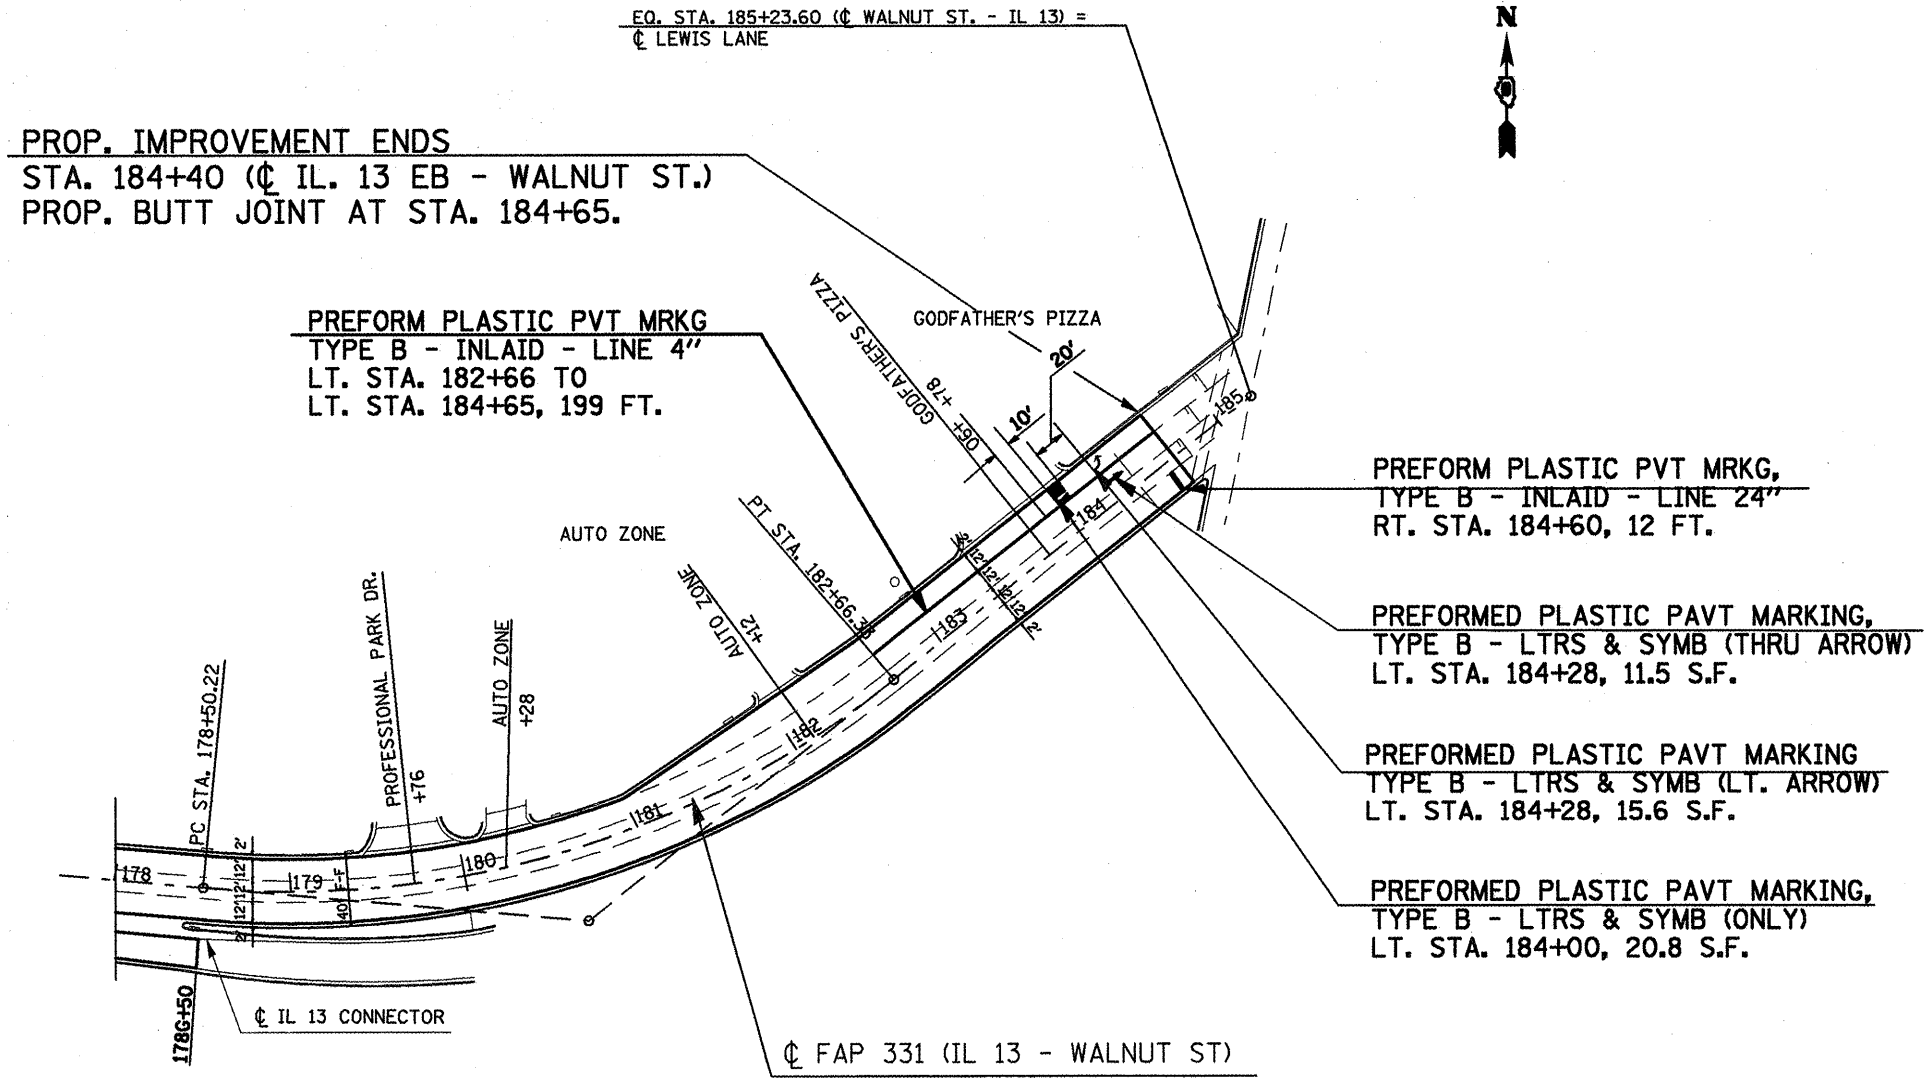 EQ. STA. 185+23.60 (℄ WALNUT ST. - IL 13) =
℄ LEWIS LANE
N
PROP. IMPROVEMENT ENDS
STA. 184+40 (℄ IL. 13 EB - WALNUT ST.)
PROP. BUTT JOINT AT STA. 184+65.
PREFORM PLASTIC PVT MRKG
TYPE B - INLAID - LINE 4"
LT. STA. 182+66 TO
LT. STA. 184+65, 199 FT.
GODFATHER'S PIZZA
GODFATHER'S PIZZA
+78
+90
20'
10'
185
184
PREFORM PLASTIC PVT MRKG,
TYPE B - INLAID - LINE 24"
RT. STA. 184+60, 12 FT.
AUTO ZONE
PT STA. 182+66.33
AUTO ZONE
+12
2'
12'
12'
12'
12'
2'
183
182
181
180
179
178
PREFORMED PLASTIC PAVT MARKING,
TYPE B - LTRS & SYMB (THRU ARROW)
LT. STA. 184+28, 11.5 S.F.
PREFORMED PLASTIC PAVT MARKING
TYPE B - LTRS & SYMB (LT. ARROW)
LT. STA. 184+28, 15.6 S.F.
PREFORMED PLASTIC PAVT MARKING,
TYPE B - LTRS & SYMB (ONLY)
LT. STA. 184+00, 20.8 S.F.
PC STA. 178+50.22
PROFESSIONAL PARK DR.
+76
AUTO ZONE
+28
2'
12'
12'
12'
2'
40' F-F
178G+50
℄ IL 13 CONNECTOR
℄ FAP 331 (IL 13 - WALNUT ST)